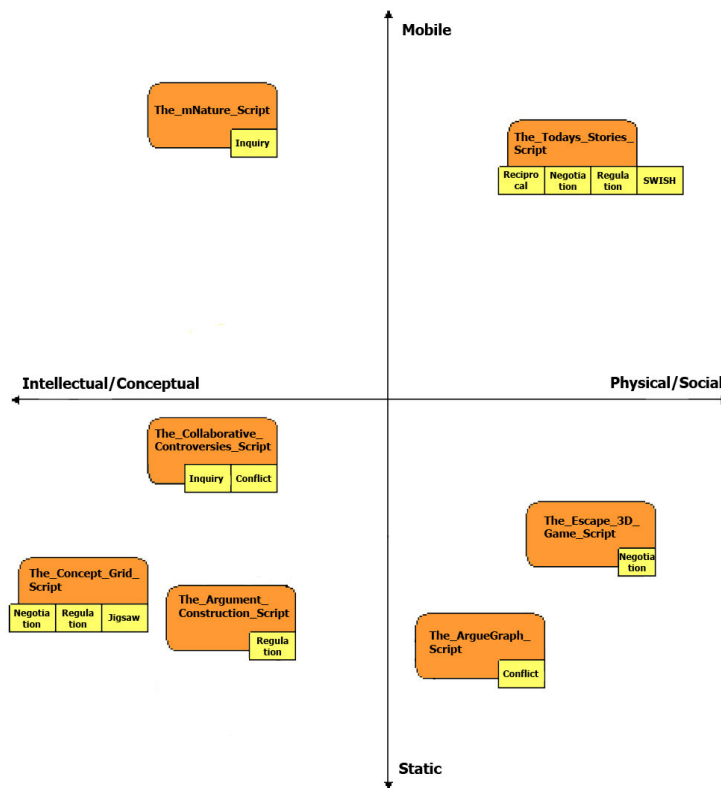 Mobile
The_mNature_Script
Inquiry
The_Todays_Stories_
Script
Recipro
cal
Negotia
tion
Regula
tion
SWISH
Intellectual/Conceptual
Physical/Social
The_Collaborative_
Controversies_Script
Inquiry
Conflict
The_Escape_3D_
Game_Script
Negotia
tion
The_Concept_Grid_
Script
Negotia
tion
Regula
tion
Jigsaw
The_Argument_
Construction_Script
Regula
tion
The_ArgueGraph_
Script
Conflict
Static